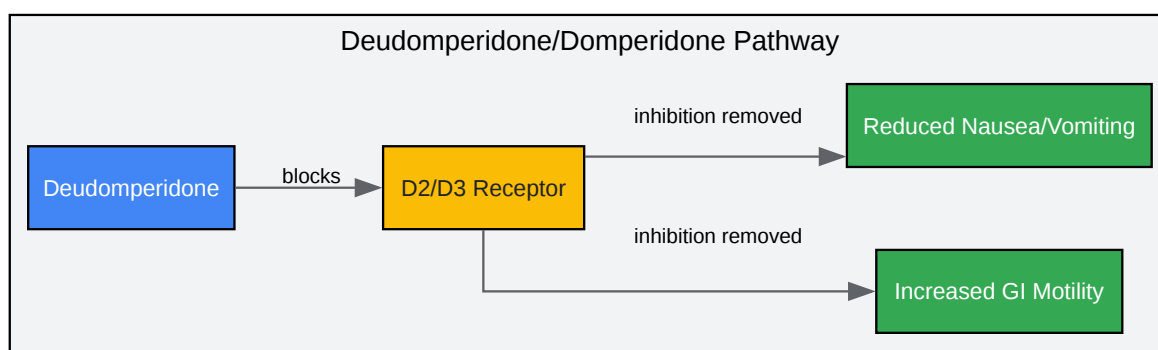 Deudomperidone/Domperidone Pathway
inhibition removed
Reduced Nausea/Vomiting
Deudomperidone
blocks
D2/D3 Receptor
inhibition removed
Increased GI Motility